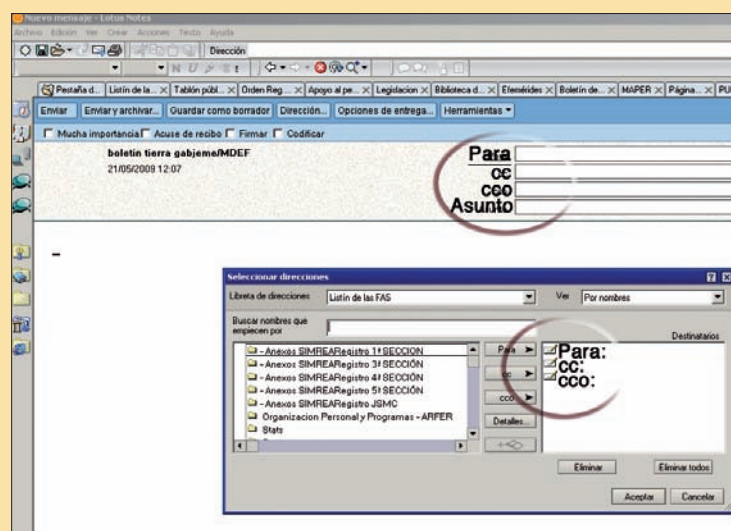 Nuevo mensaje - Lotus Notes
Archivo Edición Ver Crear Acciones Texto Ayuda
Dirección
N U
Pestaña d... Listín de la... Tablón públ... Orden Reg... Apoyo al pe... Legislacion Biblioteca d... Efemérides Boletín de... MAPER Página... PU
Enviar Enviar y archivar... Guardar como borrador Dirección... Opciones de entrega... Herramientas
Mucha importancia Acuse de recibo Firmar Codificar
boletin tierra gabjeme/MDEF
21/05/2009 12:07
Para
cc
cco
Asunto
Seleccionar direcciones
Libreta de direcciones Listín de las FAS Ver Por nombres
Buscar nombres que
empiecen por
Destinatarios
- Anexos SIMREARegistro 1ª SECCION
- Anexos SIMREARegistro 3ª SECCIÓN
- Anexos SIMREARegistro 4ª SECCIÓN
- Anexos SIMREARegistro 5ª SECCIÓN
- Anexos SIMREARegistro JSMC
Organizacion Personal y Programas - ARFER
Stats
Para
cc
cco
Detalles...
Para:
cc:
cco:
Eliminar Eliminar todos
Aceptar Cancelar